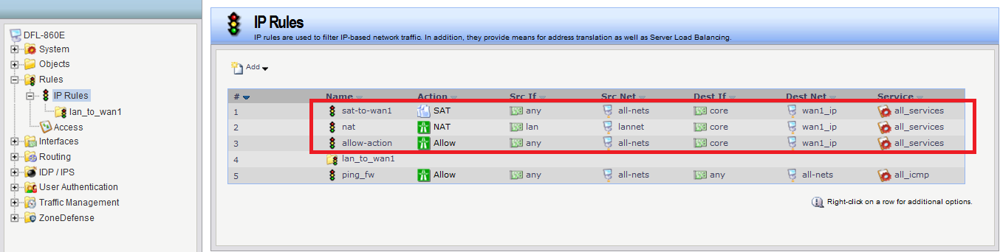 DFL-860E
System
Objects
Rules
IP Rules
lan_to_wan1
Access
Interfaces
Routing
IDP / IPS
User Authentication
Traffic Management
ZoneDefense
IP Rules
IP rules are used to filter IP-based network traffic. In addition, they provide means for address translation as well as Server Load Balancing.
Add
# Name Action Src If Src Net Dest If Dest Net Service
1 sat-to-wan1 SAT any all-nets core wan1_ip all_services
2 nat NAT lan lannet core wan1_ip all_services
3 allow-action Allow any all-nets core wan1_ip all_services
4 lan_to_wan1
5 ping_fw Allow any all-nets any all-nets all_icmp
Right-click on a row for additional options.